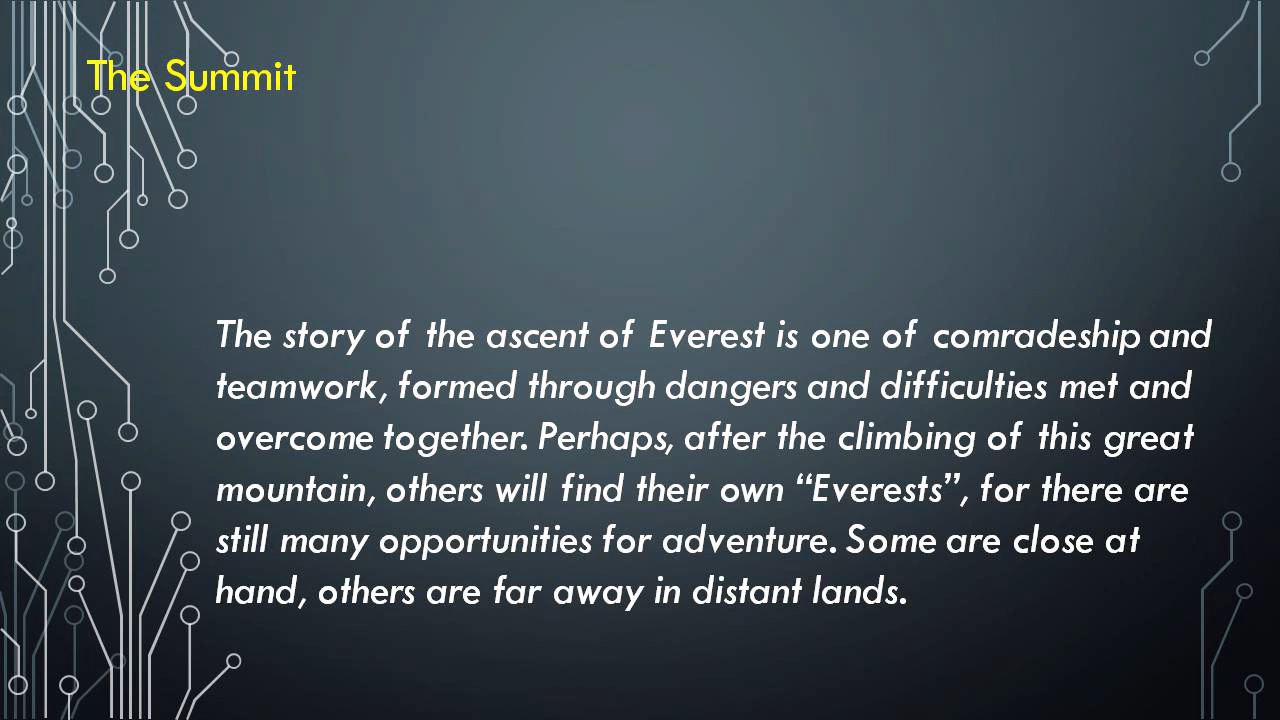 The Summit
The story of the ascent of Everest is one of comradeship and
teamwork, formed through dangers and difficulties met and
overcome together. Perhaps, after the climbing of this great
mountain, others will find their own “Everests”, for there are
still many opportunities for adventure. Some are close at
hand, others are far away in distant lands.